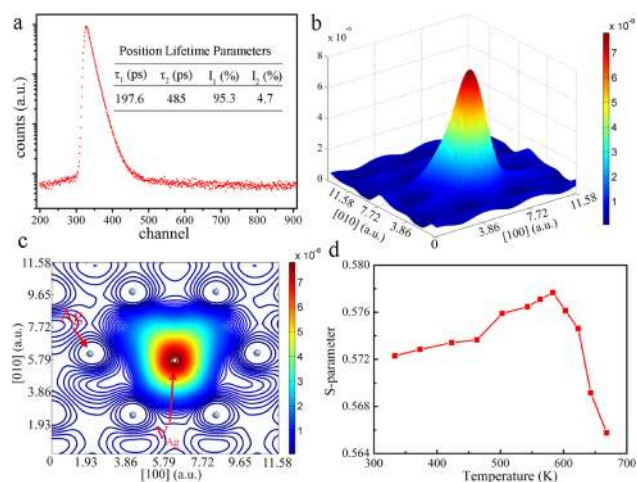 a
Position Lifetime Parameters
τ₁ (ps) τ₂ (ps) I₁ (%) I₂ (%)
197.6 485 95.3 4.7
counts (a.u.)
200 300 400 500 600 700 800 900
channel
b
8 × 10⁻⁶
6
4
2
0
11.58 7.72 3.86 0
[010] (a.u.)
3.86 7.72 11.58
[100] (a.u.)
× 10⁻⁶
7
6
5
4
3
2
1
c
11.58
9.65
7.72
5.79
3.86
1.93
[010] (a.u.)
Ag
V_Ag
1.93 3.86 5.79 7.72 9.65 11.58
[100] (a.u.)
× 10⁻⁶
7
6
5
4
3
2
1
d
0.580
0.576
0.572
0.568
0.564
S-parameter
300 400 500 600 700
Temperature (K)